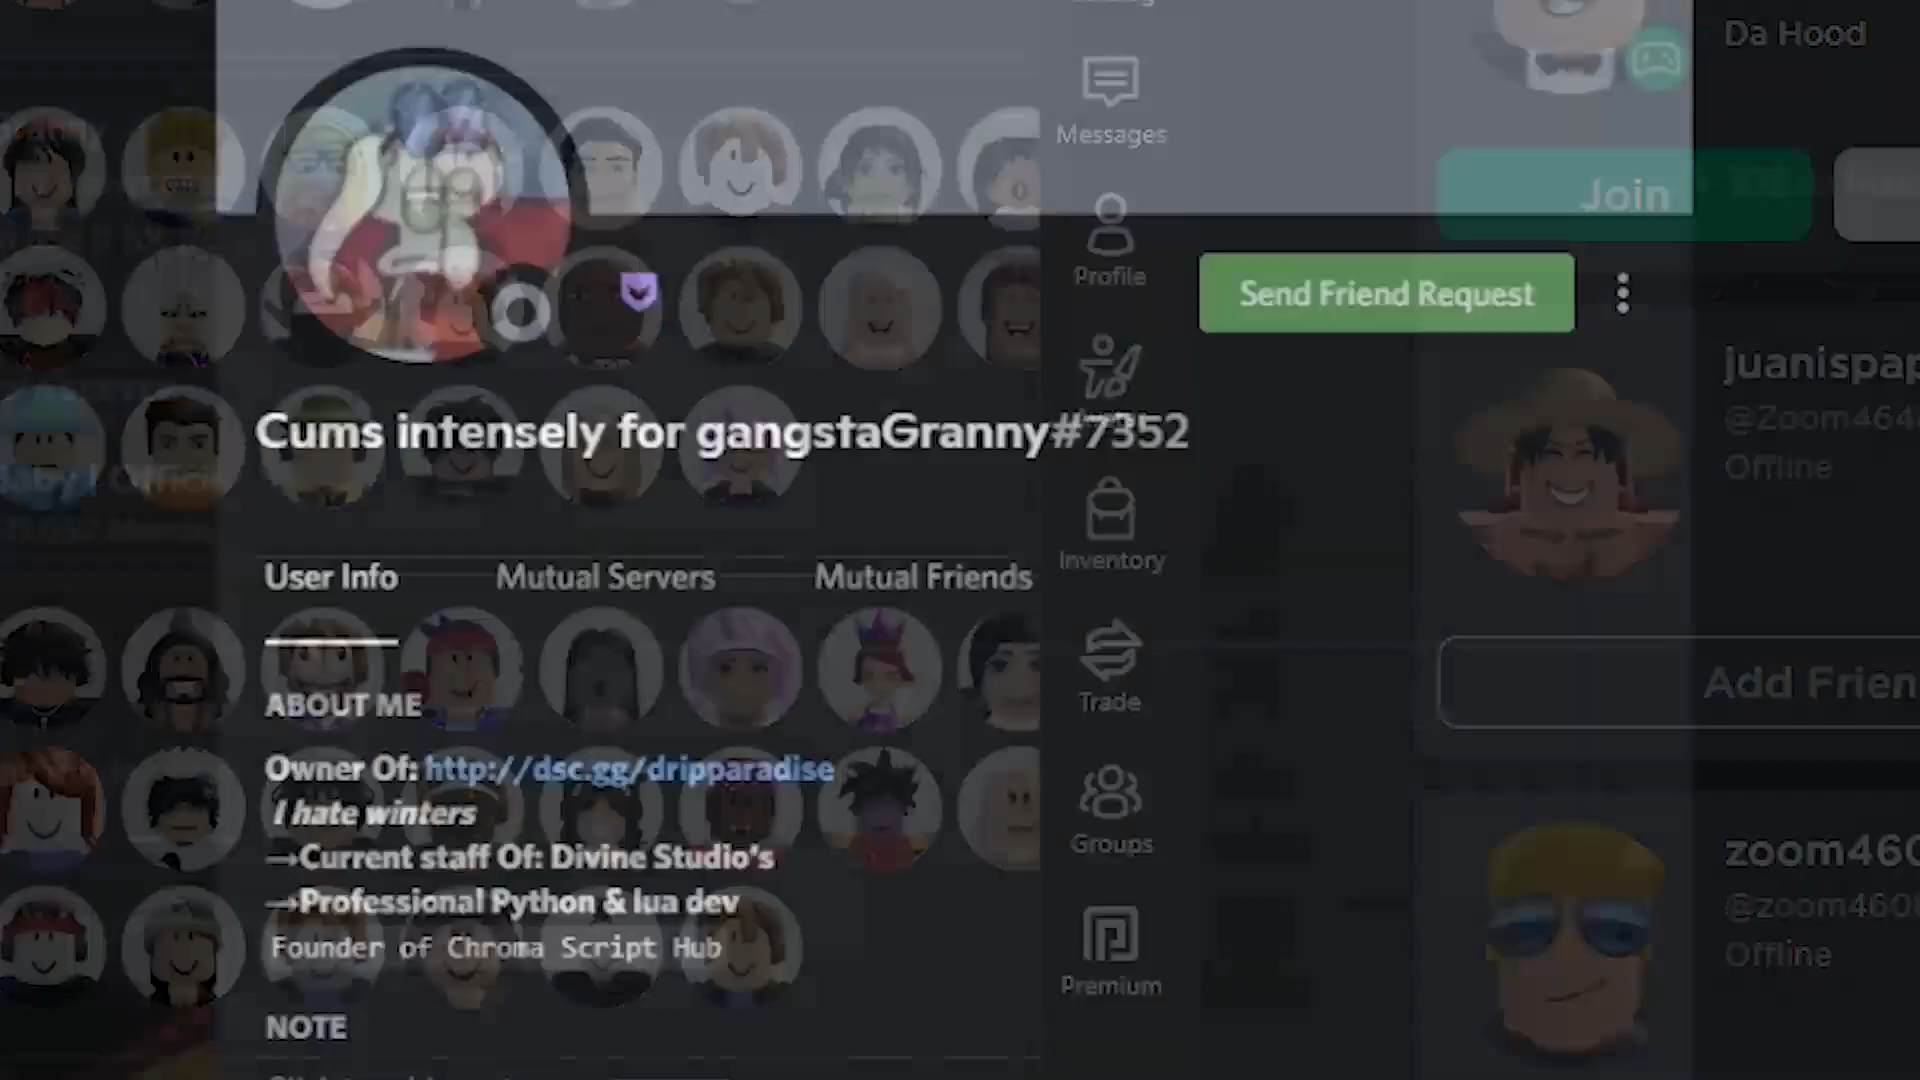 Da Hood
Messages
Join
Profile
Send Friend Request
juanispap
@Zoom464
Offline
Cums intensely for gangstaGranny#7352
Inventory
User Info
Mutual Servers
Mutual Friends
Trade
Add Frien
ABOUT ME
Owner Of: http://dsc.gg/dripparadise
I hate winters
→Current staff Of: Divine Studio's
→Professional Python & lua dev
Founder of Chroma Script Hub
Groups
zoom460
@zoom460
Offline
Premium
NOTE